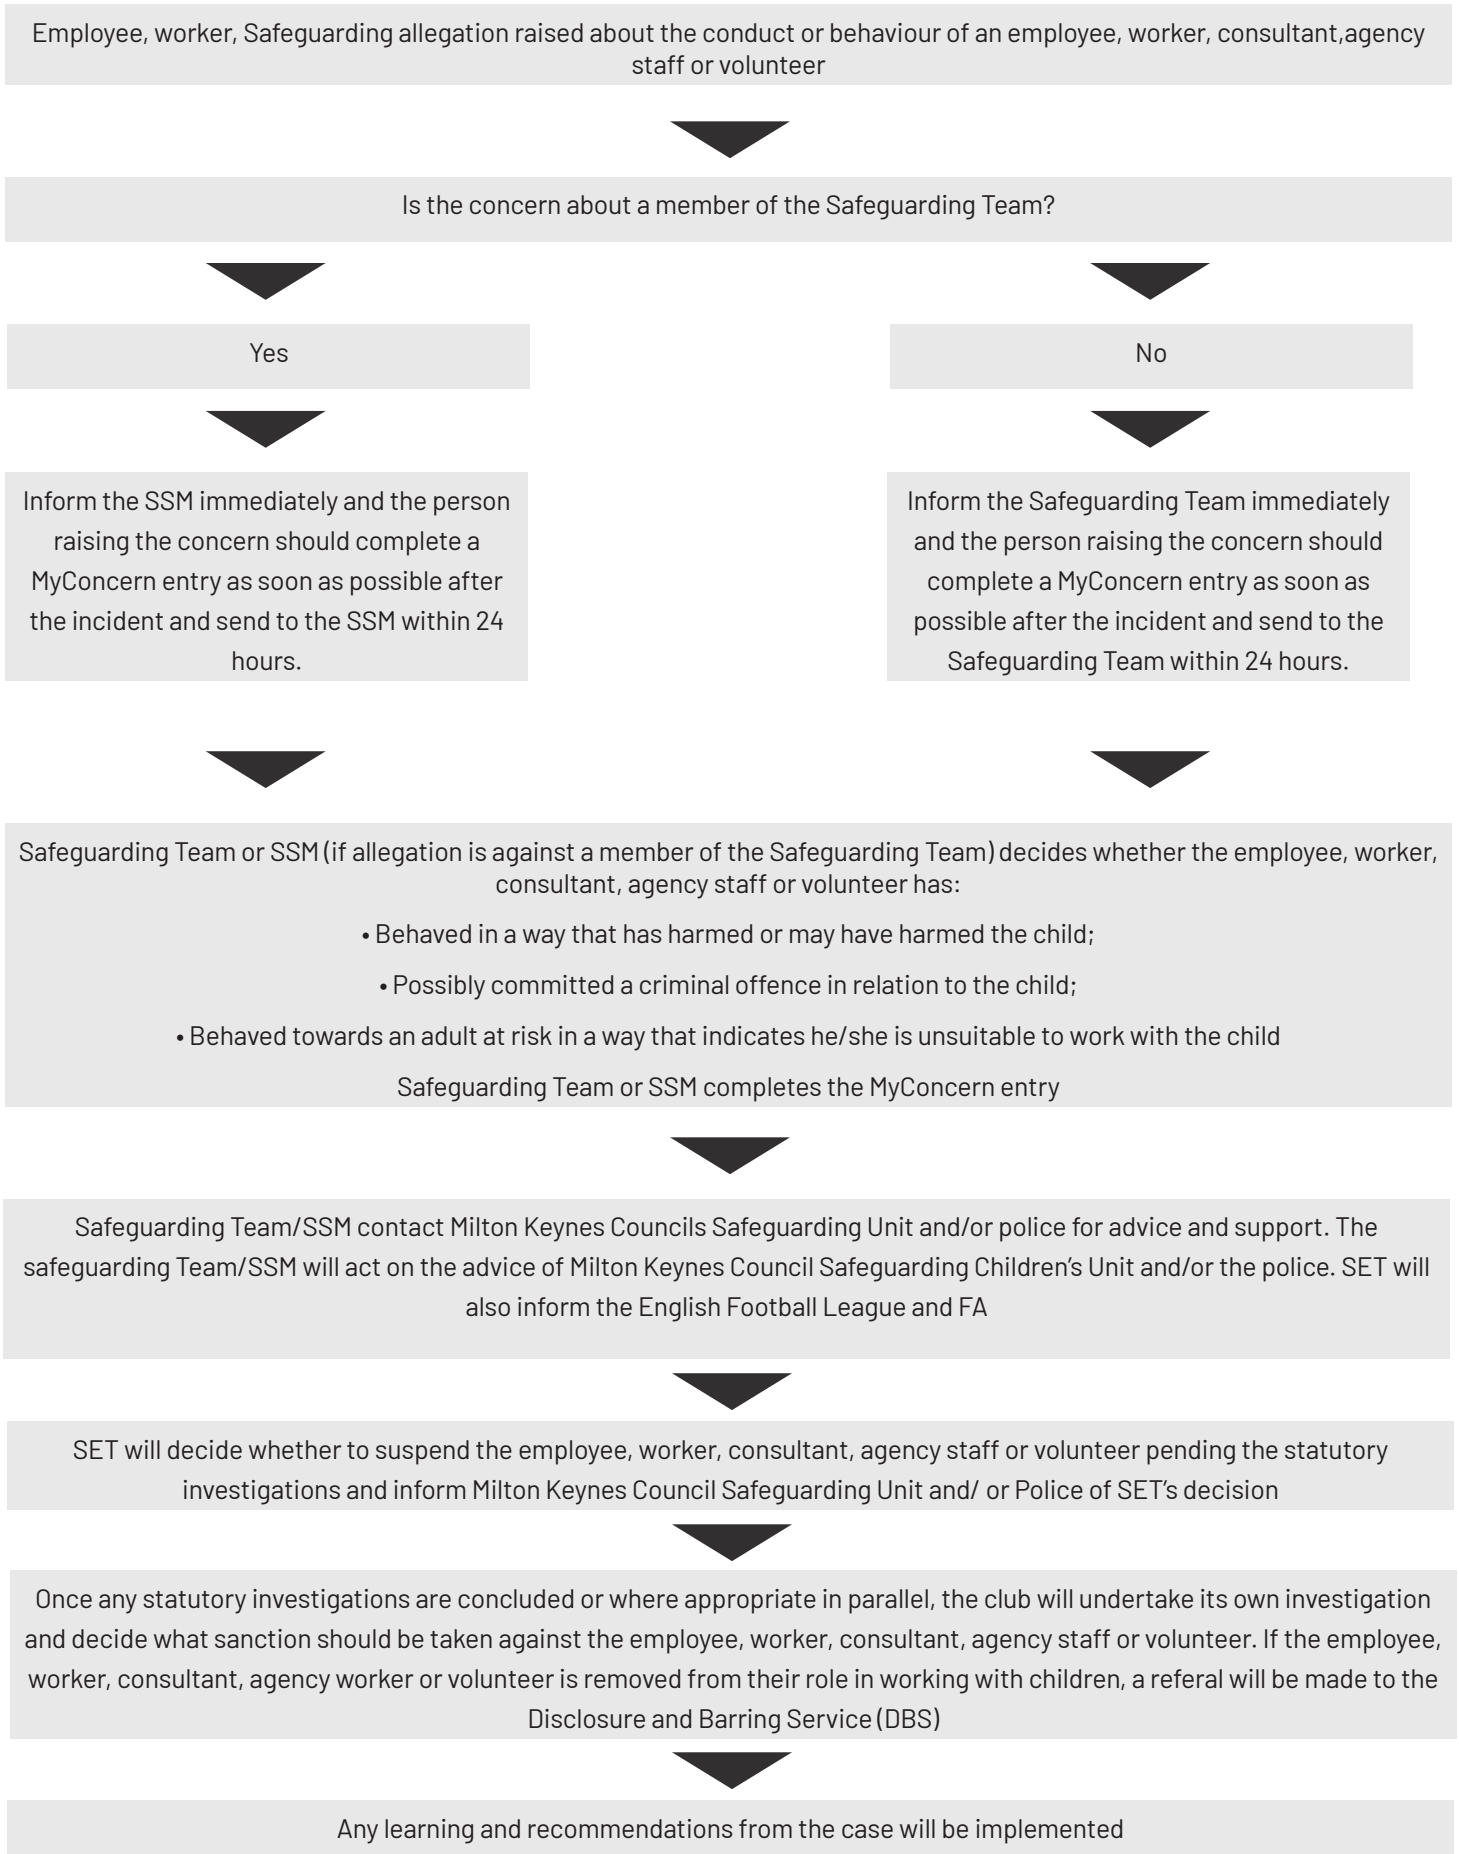 Employee, worker, Safeguarding allegation raised about the conduct or behaviour of an employee, worker, consultant,agency
staff or volunteer
Is the concern about a member of the Safeguarding Team?
Yes
No
Inform the SSM immediately and the person
raising the concern should complete a
MyConcern entry as soon as possible after
the incident and send to the SSM within 24
hours.
Inform the Safeguarding Team immediately
and the person raising the concern should
complete a MyConcern entry as soon as
possible after the incident and send to the
Safeguarding Team within 24 hours.
Safeguarding Team or SSM (if allegation is against a member of the Safeguarding Team) decides whether the employee, worker,
consultant, agency staff or volunteer has:
• Behaved in a way that has harmed or may have harmed the child;
• Possibly committed a criminal offence in relation to the child;
• Behaved towards an adult at risk in a way that indicates he/she is unsuitable to work with the child
Safeguarding Team or SSM completes the MyConcern entry
Safeguarding Team/SSM contact Milton Keynes Councils Safeguarding Unit and/or police for advice and support. The
safeguarding Team/SSM will act on the advice of Milton Keynes Council Safeguarding Children's Unit and/or the police. SET will
also inform the English Football League and FA
SET will decide whether to suspend the employee, worker, consultant, agency staff or volunteer pending the statutory
investigations and inform Milton Keynes Council Safeguarding Unit and/ or Police of SET's decision
Once any statutory investigations are concluded or where appropriate in parallel, the club will undertake its own investigation
and decide what sanction should be taken against the employee, worker, consultant, agency staff or volunteer. If the employee,
worker, consultant, agency worker or volunteer is removed from their role in working with children, a referal will be made to the
Disclosure and Barring Service (DBS)
Any learning and recommendations from the case will be implemented